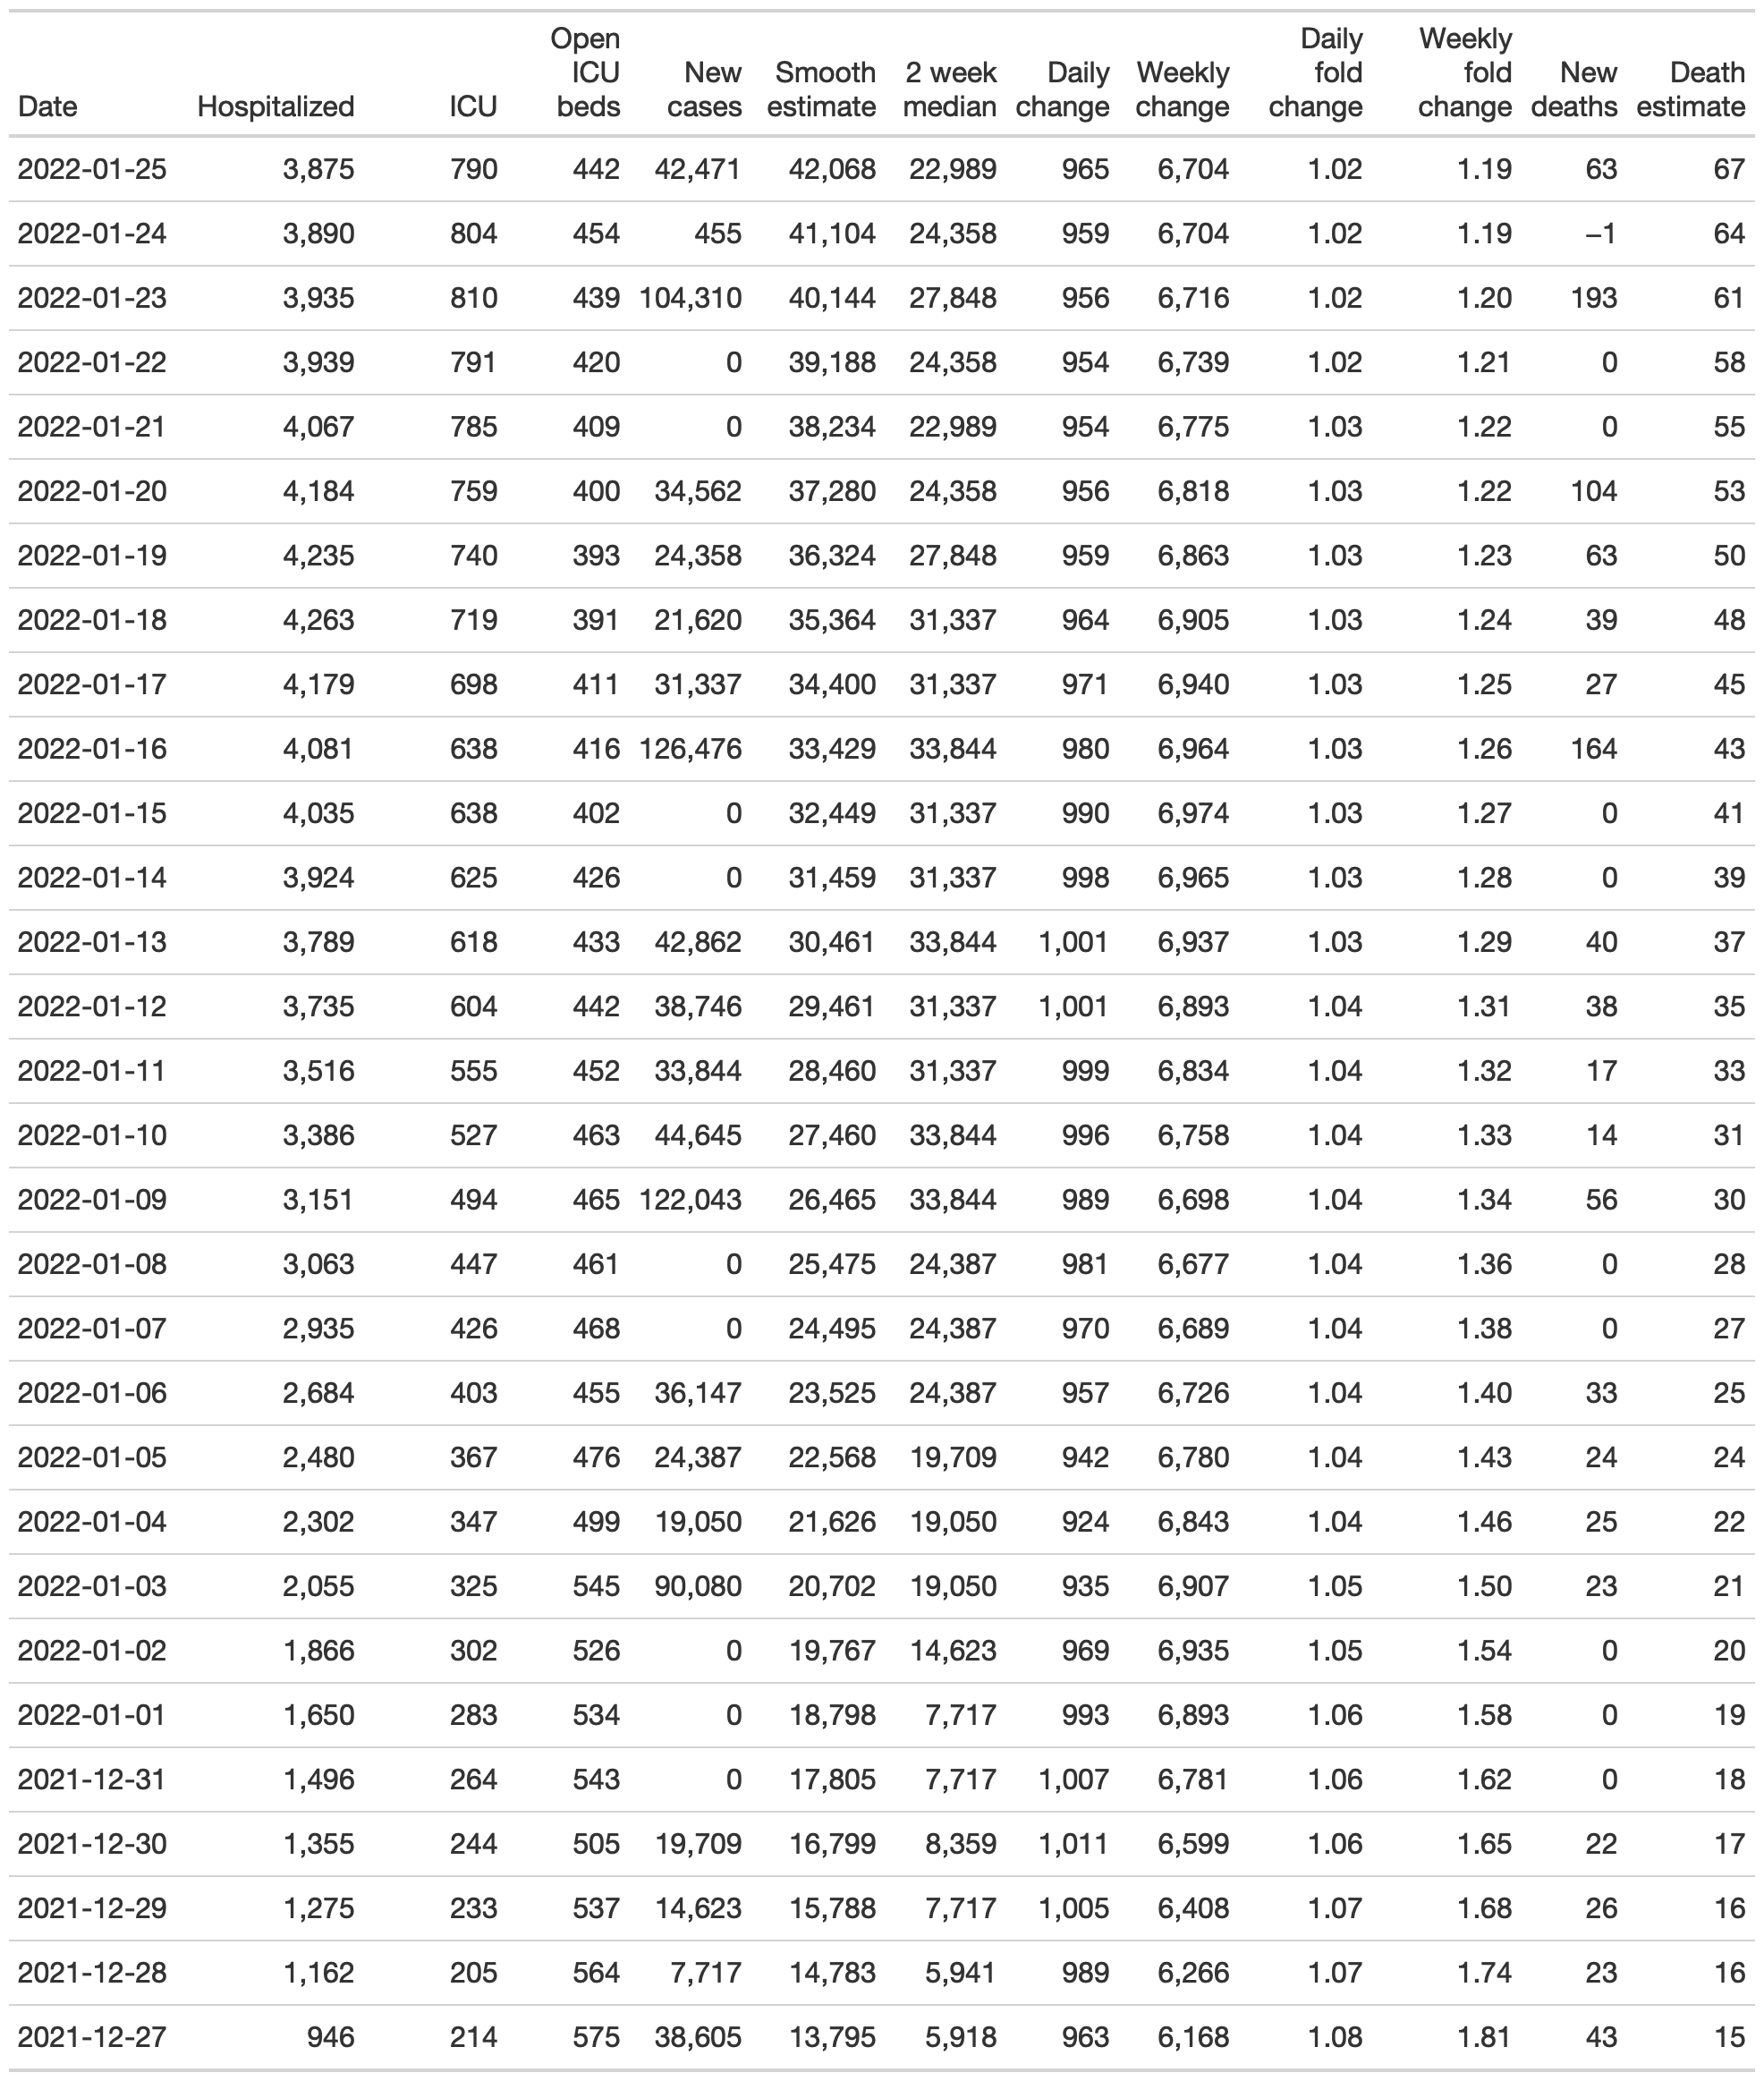 Date Hospitalized ICU Open ICU beds New cases Smooth estimate 2 week median Daily change Weekly change Daily fold change Weekly fold change New deaths Death estimate
2022-01-25 3,875 790 442 42,471 42,068 22,989 965 6,704 1.02 1.19 63 67
2022-01-24 3,890 804 454 455 41,104 24,358 959 6,704 1.02 1.19 –1 64
2022-01-23 3,935 810 439 104,310 40,144 27,848 956 6,716 1.02 1.20 193 61
2022-01-22 3,939 791 420 0 39,188 24,358 954 6,739 1.02 1.21 0 58
2022-01-21 4,067 785 409 0 38,234 22,989 954 6,775 1.03 1.22 0 55
2022-01-20 4,184 759 400 34,562 37,280 24,358 956 6,818 1.03 1.22 104 53
2022-01-19 4,235 740 393 24,358 36,324 27,848 959 6,863 1.03 1.23 63 50
2022-01-18 4,263 719 391 21,620 35,364 31,337 964 6,905 1.03 1.24 39 48
2022-01-17 4,179 698 411 31,337 34,400 31,337 971 6,940 1.03 1.25 27 45
2022-01-16 4,081 638 416 126,476 33,429 33,844 980 6,964 1.03 1.26 164 43
2022-01-15 4,035 638 402 0 32,449 31,337 990 6,974 1.03 1.27 0 41
2022-01-14 3,924 625 426 0 31,459 31,337 998 6,965 1.03 1.28 0 39
2022-01-13 3,789 618 433 42,862 30,461 33,844 1,001 6,937 1.03 1.29 40 37
2022-01-12 3,735 604 442 38,746 29,461 31,337 1,001 6,893 1.04 1.31 38 35
2022-01-11 3,516 555 452 33,844 28,460 31,337 999 6,834 1.04 1.32 17 33
2022-01-10 3,386 527 463 44,645 27,460 33,844 996 6,758 1.04 1.33 14 31
2022-01-09 3,151 494 465 122,043 26,465 33,844 989 6,698 1.04 1.34 56 30
2022-01-08 3,063 447 461 0 25,475 24,387 981 6,677 1.04 1.36 0 28
2022-01-07 2,935 426 468 0 24,495 24,387 970 6,689 1.04 1.38 0 27
2022-01-06 2,684 403 455 36,147 23,525 24,387 957 6,726 1.04 1.40 33 25
2022-01-05 2,480 367 476 24,387 22,568 19,709 942 6,780 1.04 1.43 24 24
2022-01-04 2,302 347 499 19,050 21,626 19,050 924 6,843 1.04 1.46 25 22
2022-01-03 2,055 325 545 90,080 20,702 19,050 935 6,907 1.05 1.50 23 21
2022-01-02 1,866 302 526 0 19,767 14,623 969 6,935 1.05 1.54 0 20
2022-01-01 1,650 283 534 0 18,798 7,717 993 6,893 1.06 1.58 0 19
2021-12-31 1,496 264 543 0 17,805 7,717 1,007 6,781 1.06 1.62 0 18
2021-12-30 1,355 244 505 19,709 16,799 8,359 1,011 6,599 1.06 1.65 22 17
2021-12-29 1,275 233 537 14,623 15,788 7,717 1,005 6,408 1.07 1.68 26 16
2021-12-28 1,162 205 564 7,717 14,783 5,941 989 6,266 1.07 1.74 23 16
2021-12-27 946 214 575 38,605 13,795 5,918 963 6,168 1.08 1.81 43 15